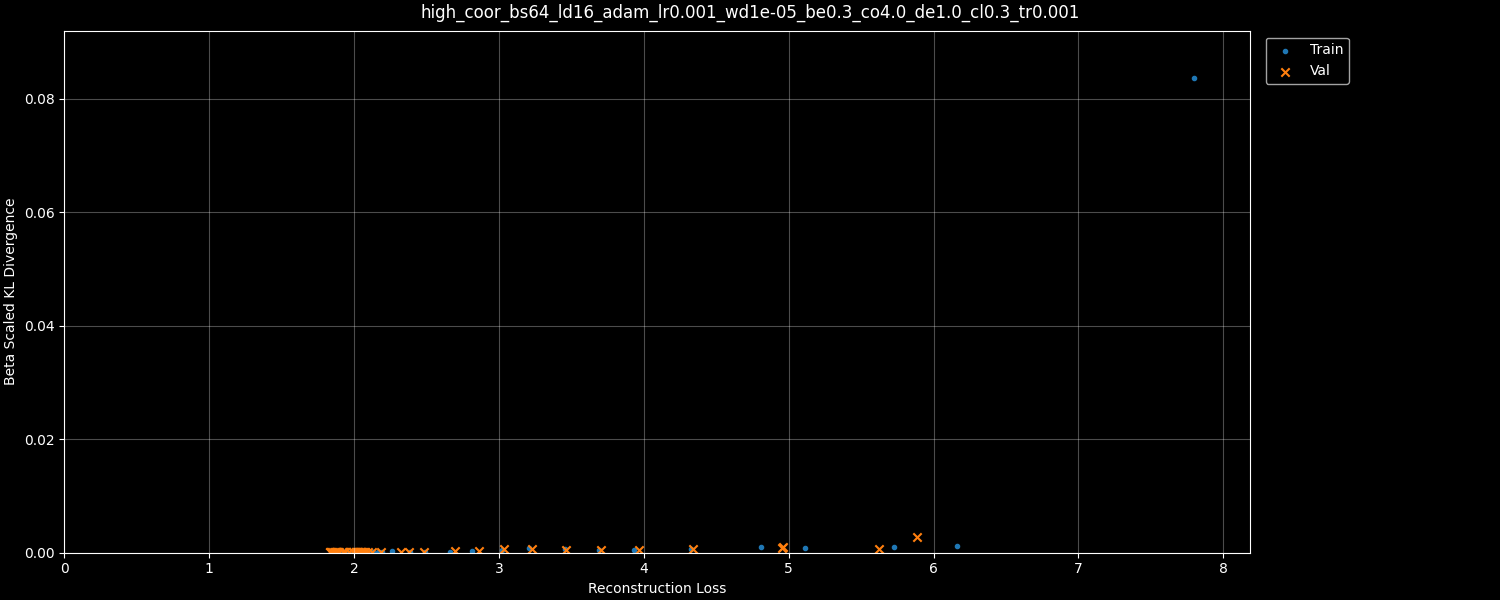 high_coor_bs64_ld16_adam_lr0.001_wd1e-05_be0.3_co4.0_de1.0_cl0.3_tr0.001
Train
Val
Beta Scaled KL Divergence
0.08
0.06
0.04
0.02
0.00
0 1 2 3 4 5 6 7 8
Reconstruction Loss